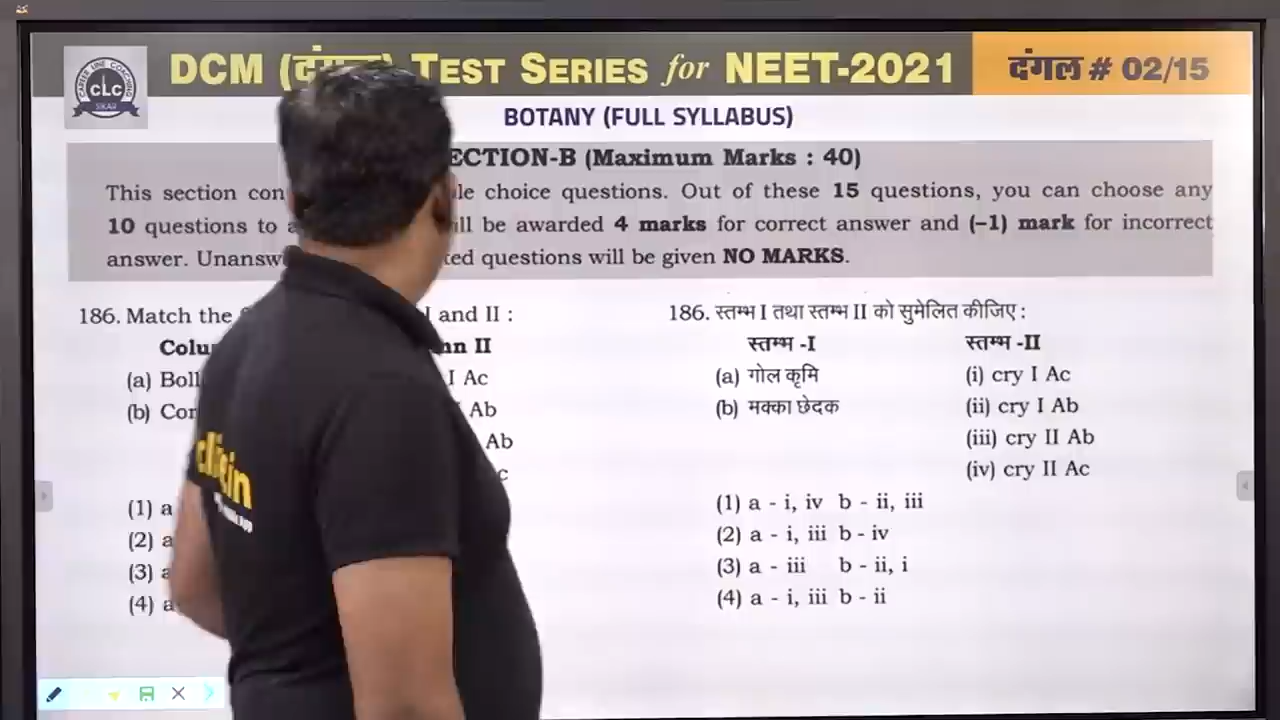 DCM (दंगल) TEST SERIES for NEET-2021
दंगल # 02/15
CAREER LINE COACHING
CLC
SIKAR
BOTANY (FULL SYLLABUS)
ECTION-B (Maximum Marks : 40)
This section con le choice questions. Out of these 15 questions, you can choose any
10 questions to a ill be awarded 4 marks for correct answer and (–1) mark for incorrect
answer. Unansw ted questions will be given NO MARKS.
186. Match the I and II :
Colu nn II
(a) Boll I Ac
(b) Cor Ab
Ab
c
(1) a
(2) a
(3) a
(4) a
186. स्तम्भ I तथा स्तम्भ II को सुमेलित कीजिए :
स्तम्भ -I स्तम्भ -II
(a) गोल कृमि (i) cry I Ac
(b) मक्का छेदक (ii) cry I Ab
(iii) cry II Ab
(iv) cry II Ac
(1) a - i, iv b - ii, iii
(2) a - i, iii b - iv
(3) a - iii b - ii, i
(4) a - i, iii b - ii